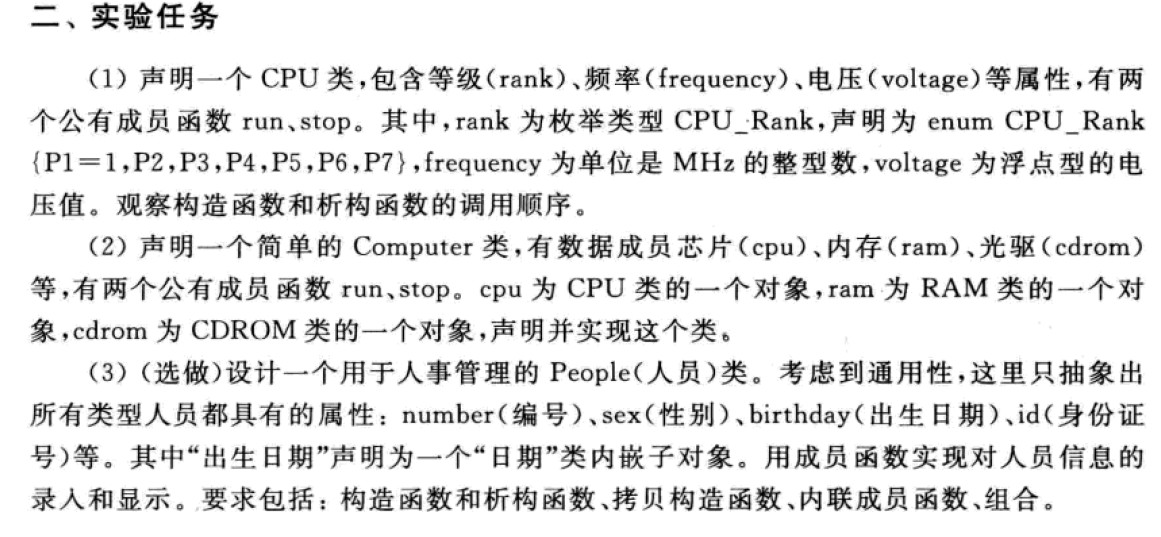 二、实验任务
(1) 声明一个 CPU 类,包含等级(rank)、频率(frequency)、电压(voltage)等属性,有两
个公有成员函数 run、stop。其中,rank 为枚举类型 CPU_Rank,声明为 enum CPU_Rank
{P1=1,P2,P3,P4,P5,P6,P7},frequency 为单位是 MHz 的整型数,voltage 为浮点型的电
压值。观察构造函数和析构函数的调用顺序。
(2) 声明一个简单的 Computer 类,有数据成员芯片(cpu)、内存(ram)、光驱(cdrom)
等,有两个公有成员函数 run、stop。cpu 为 CPU 类的一个对象,ram 为 RAM 类的一个对
象,cdrom 为 CDROM 类的一个对象,声明并实现这个类。
(3) (选做)设计一个用于人事管理的 People(人员)类。考虑到通用性,这里只抽象出
所有类型人员都具有的属性：number(编号)、sex(性别)、birthday(出生日期)、id(身份证
号)等。其中“出生日期”声明为一个“日期”类内嵌子对象。用成员函数实现对人员信息的
录入和显示。要求包括：构造函数和析构函数、拷贝构造函数、内联成员函数、组合。